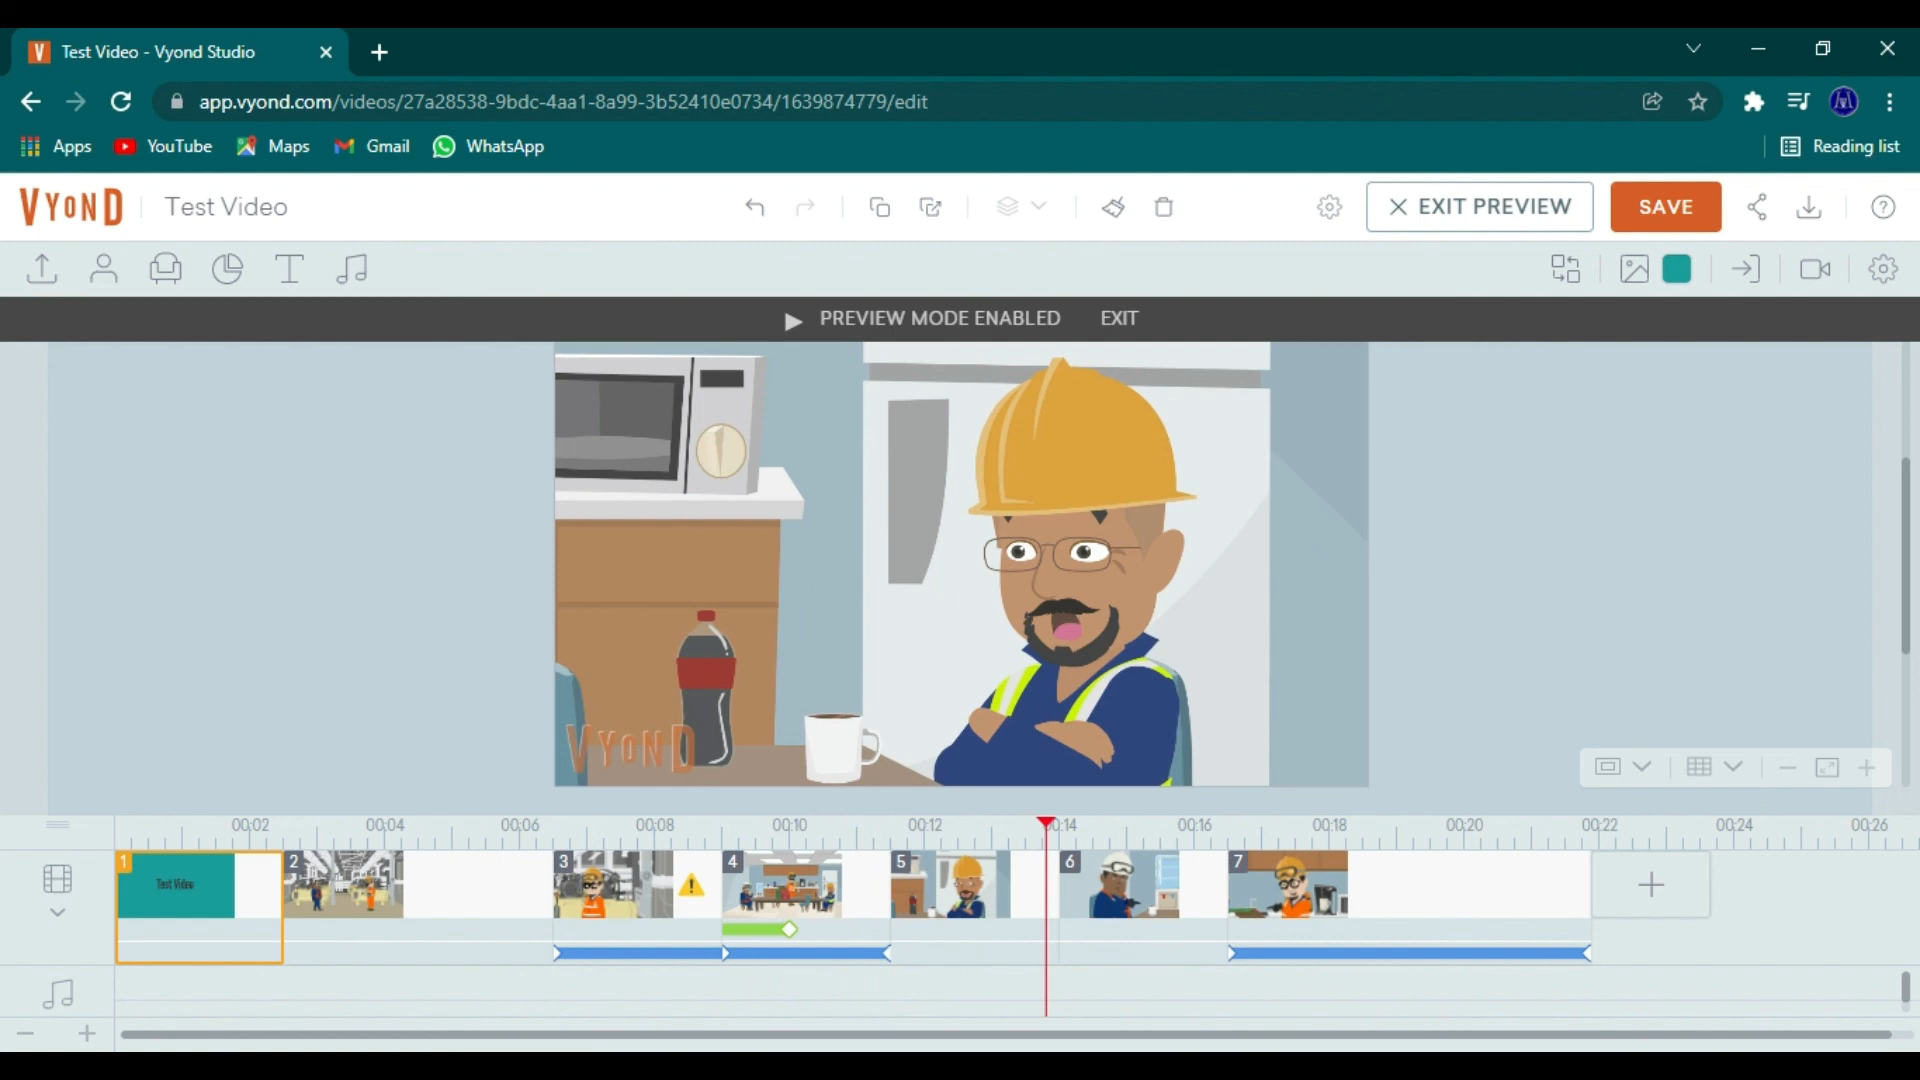 V Test Video - Vyond Studio
app.vyond.com/videos/27a28538-9bdc-4aa1-8a99-3b52410e0734/1639874779/edit
Apps YouTube Maps Gmail WhatsApp Reading list
VYOND Test Video EXIT PREVIEW SAVE
PREVIEW MODE ENABLED EXIT
VYOND
00:02 00:04 00:06 00:08 00:10 00:12 00:14 00:16 00:18 00:20 00:22 00:24 00:26
1 2 3 4 5 6 7
Test Video